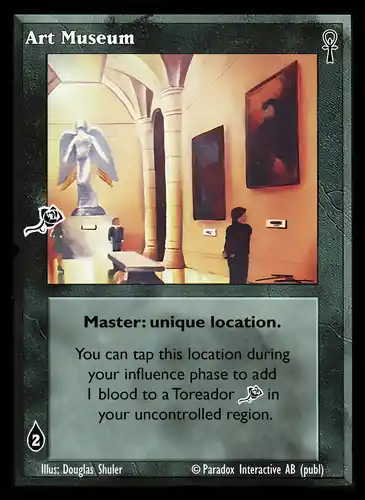 Art Museum
Master: unique location.
You can tap this location during
your influence phase to add
1 blood to a Toreador in
your uncontrolled region.
2
Illus: Douglas Shuler © Paradox Interactive AB (publ)